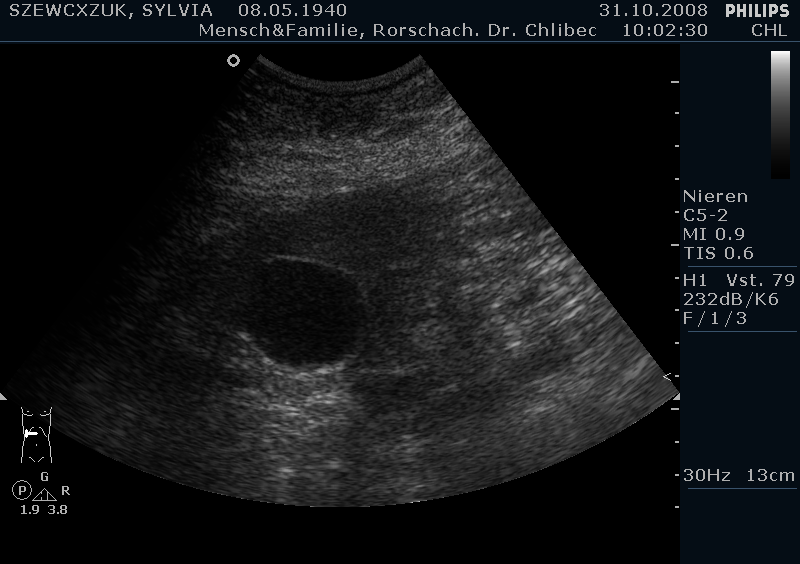 SZEWCXZUK, SYLVIA 08.05.1940 31.10.2008 PHILIPS
Mensch&Familie, Rorschach. Dr. Chlibec 10:02:30 CHL
Nieren
C5-2
MI 0.9
TIS 0.6
H1 Vst. 79
232dB/K6
F/1/3
G
P R
1.9 3.8
30Hz 13cm